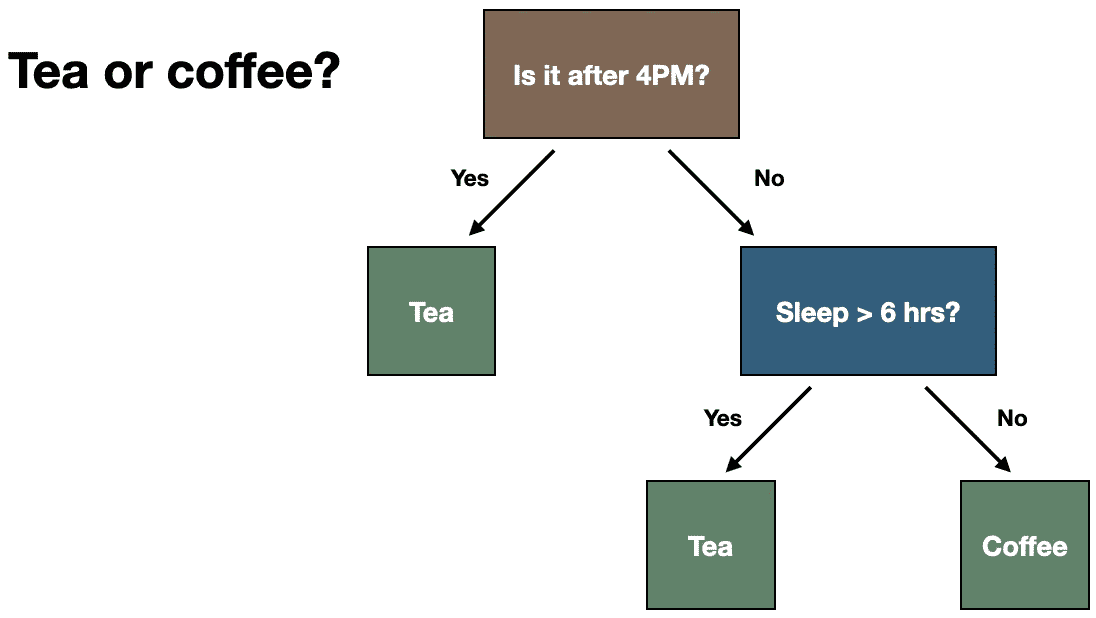 Tea or coffee?
Is it after 4PM?
Yes
No
Tea
Sleep > 6 hrs?
Yes
No
Tea
Coffee